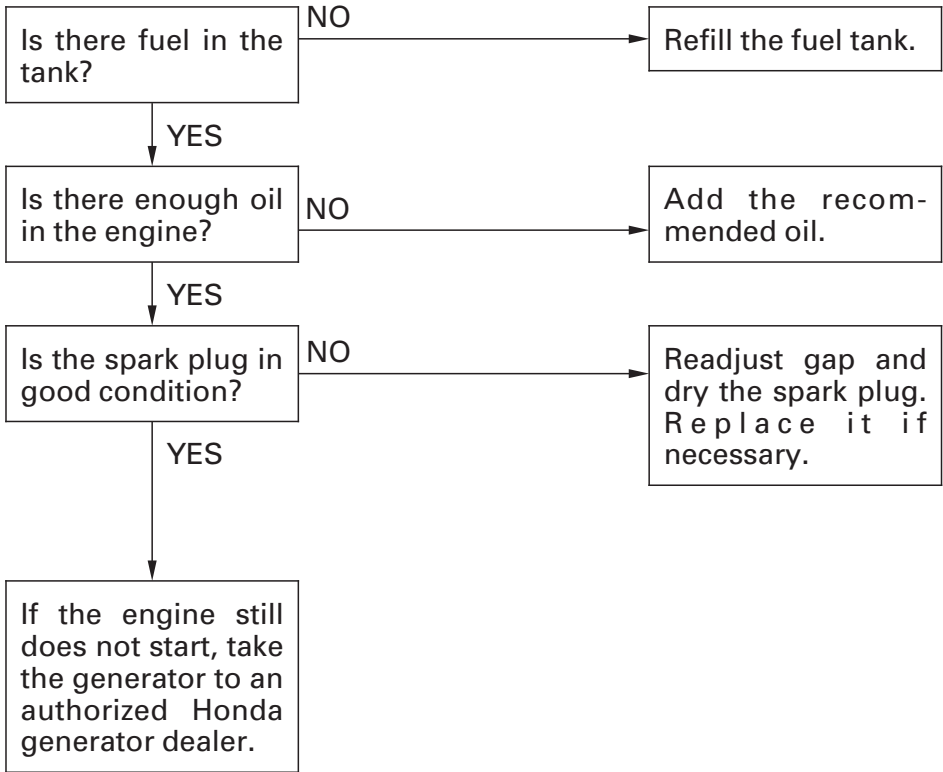 Is there fuel in the
tank?
NO
Refill the fuel tank.
YES
Is there enough oil
in the engine?
NO
Add the recom-
mended oil.
YES
Is the spark plug in
good condition?
NO
Readjust gap and
dry the spark plug.
Replace it if
necessary.
YES
If the engine still
does not start, take
the generator to an
authorized Honda
generator dealer.